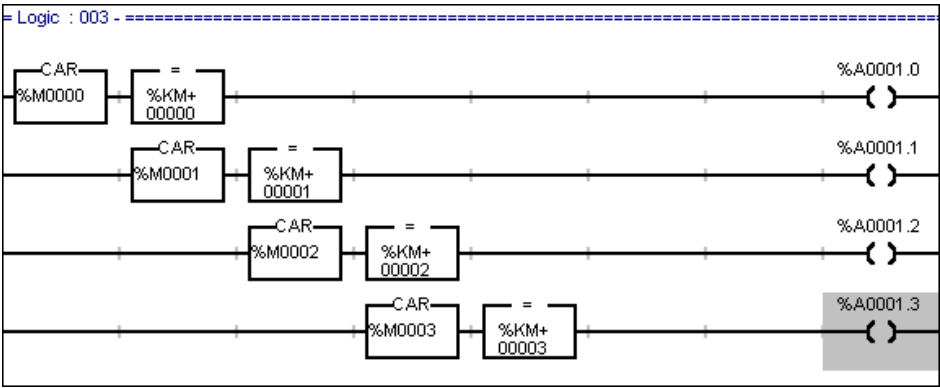 = Logic : 003 - ================================================================
%A0001.0
CAR =
%M0000 %KM+
00000
%A0001.1
CAR =
%M0001 %KM+
00001
%A0001.2
CAR =
%M0002 %KM+
00002
%A0001.3
CAR =
%M0003 %KM+
00003